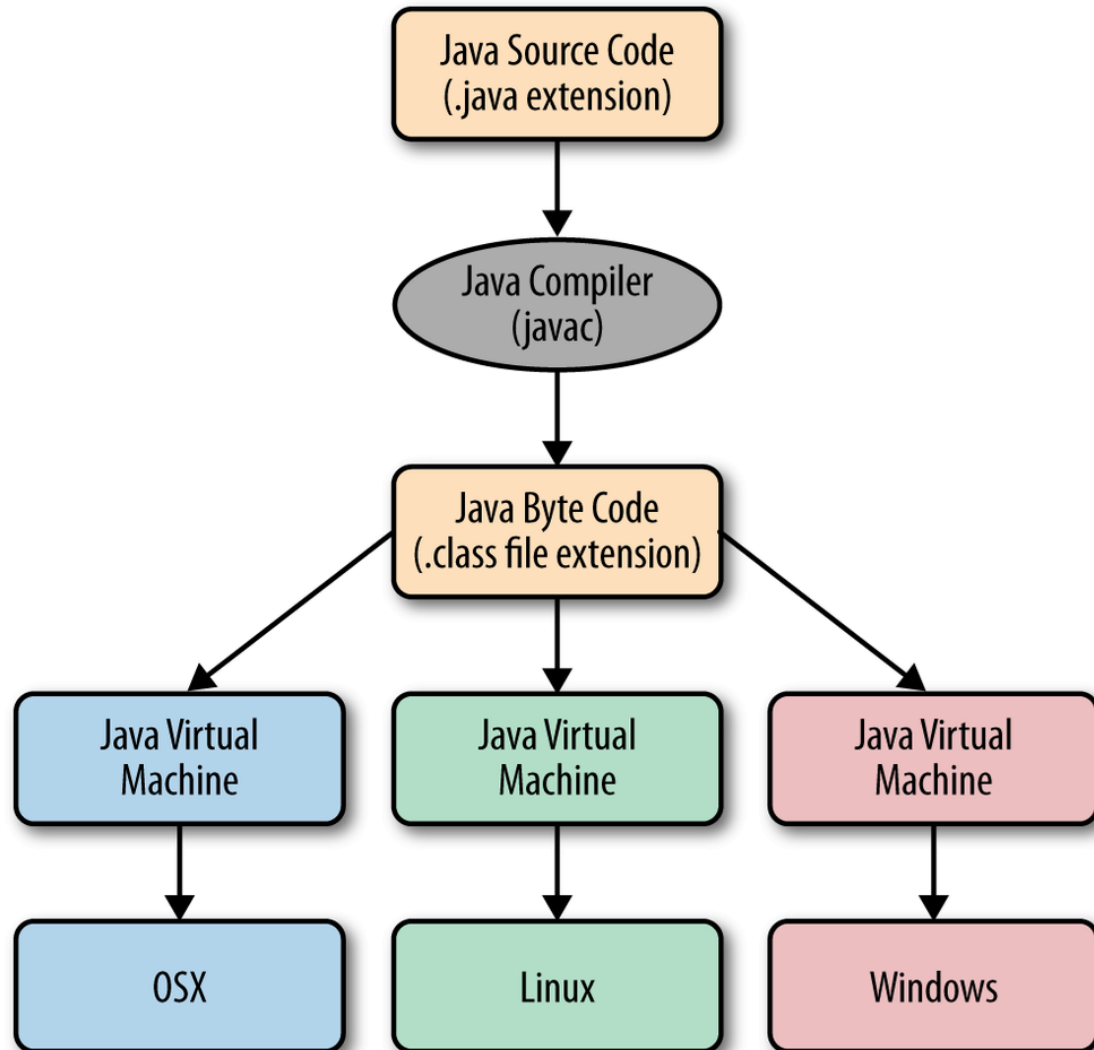 Java Source Code
(.java extension)
Java Compiler
(javac)
Java Byte Code
(.class file extension)
Java Virtual
Machine
Java Virtual
Machine
Java Virtual
Machine
OSX
Linux
Windows